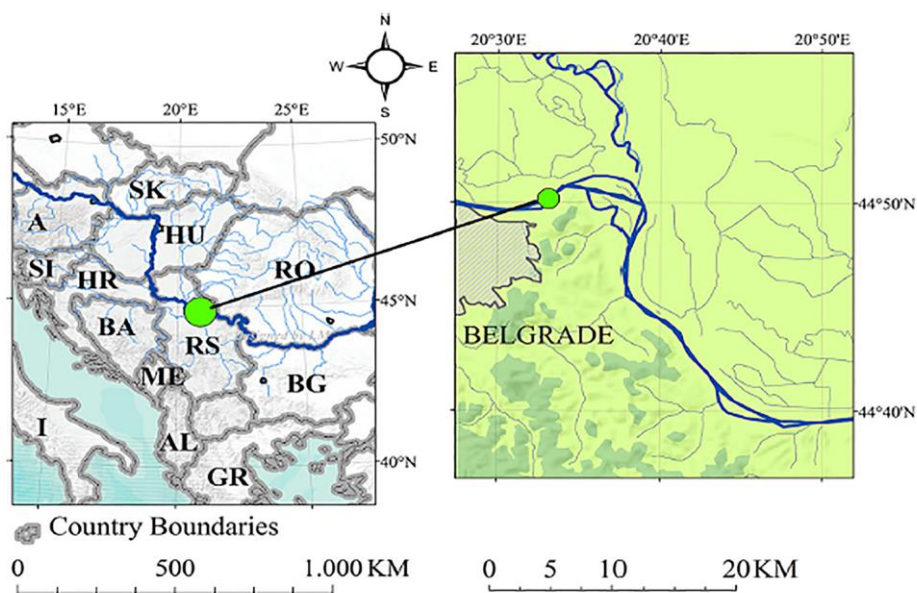 N
W E
S
15°E 20°E 25°E
50°N
45°N
40°N
SK
A
HU
SI
HR
RO
BA
RS
ME
BG
I
AL
GR
Country Boundaries
0 500 1.000 KM
20°30'E 20°40'E 20°50'E
44°50'N
44°40'N
BELGRADE
0 5 10 20 KM